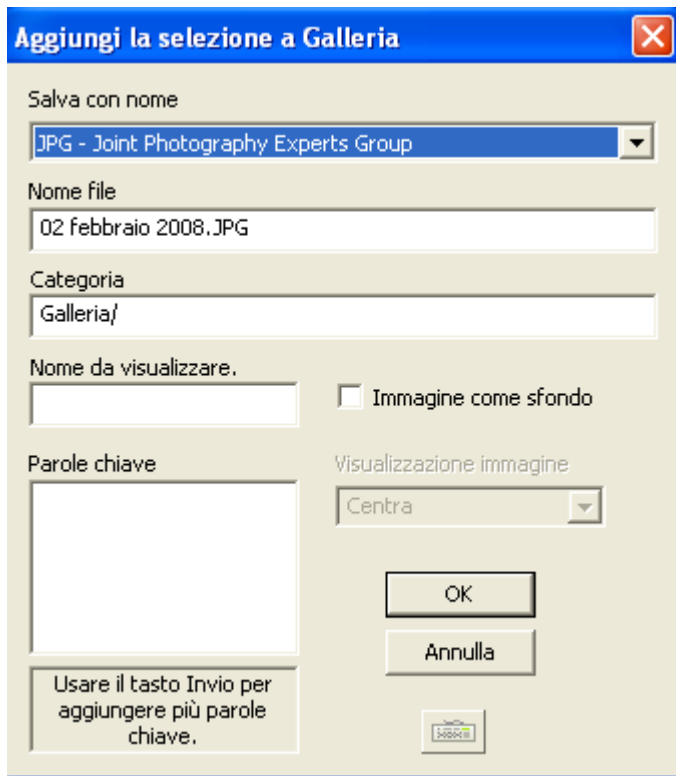 Aggiungi la selezione a Galleria
Salva con nome
JPG - Joint Photography Experts Group
Nome file
02 febbraio 2008.JPG
Categoria
Galleria/
Nome da visualizzare.
Immagine come sfondo
Parole chiave
Visualizzazione immagine
Centra
OK
Annulla
Usare il tasto Invio per
aggiungere più parole
chiave.